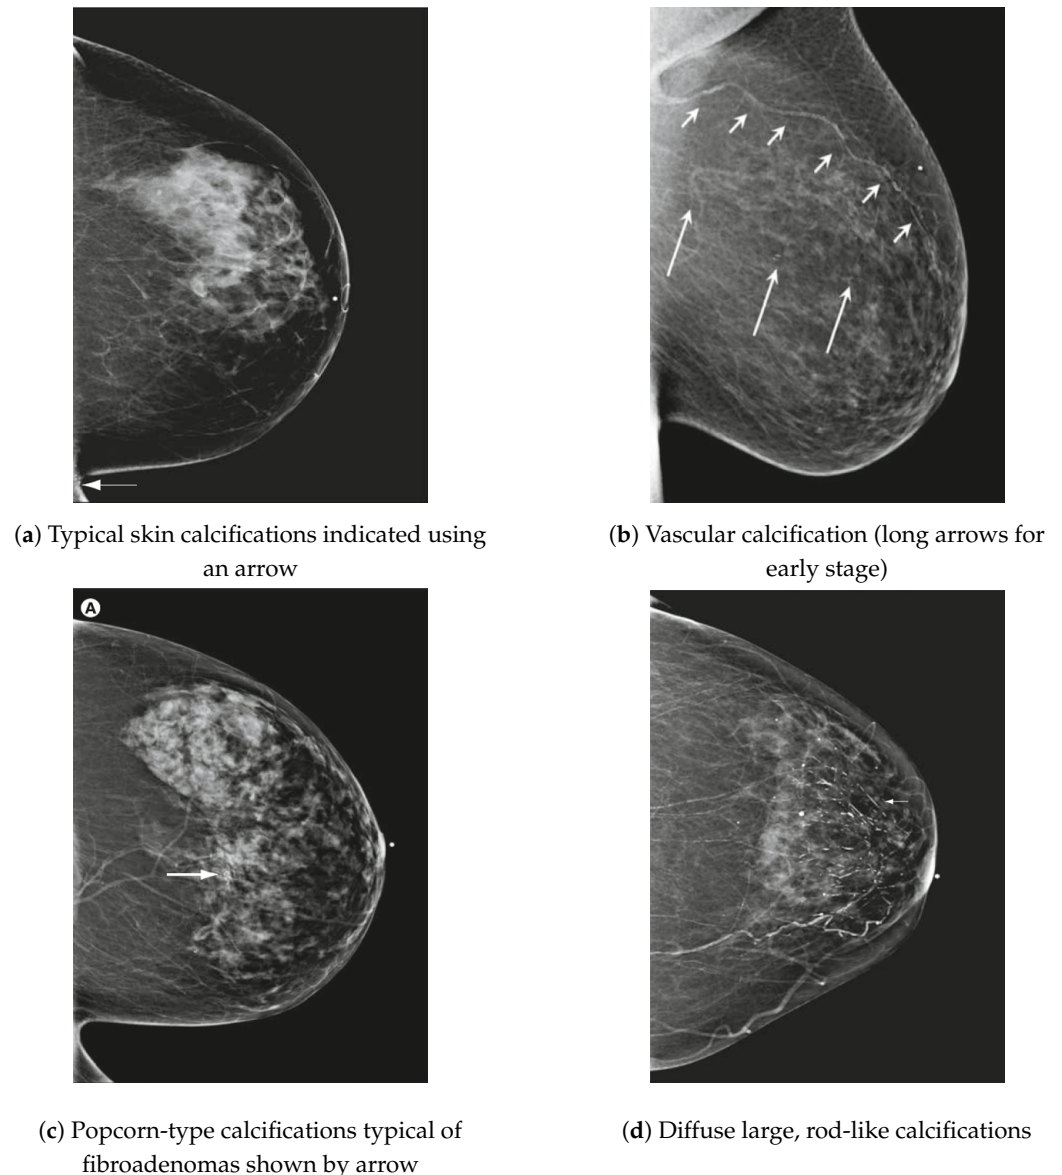 (a) Typical skin calcifications indicated using
an arrow
(b) Vascular calcification (long arrows for
early stage)
A
(c) Popcorn-type calcifications typical of
fibroadenomas shown by arrow
(d) Diffuse large, rod-like calcifications